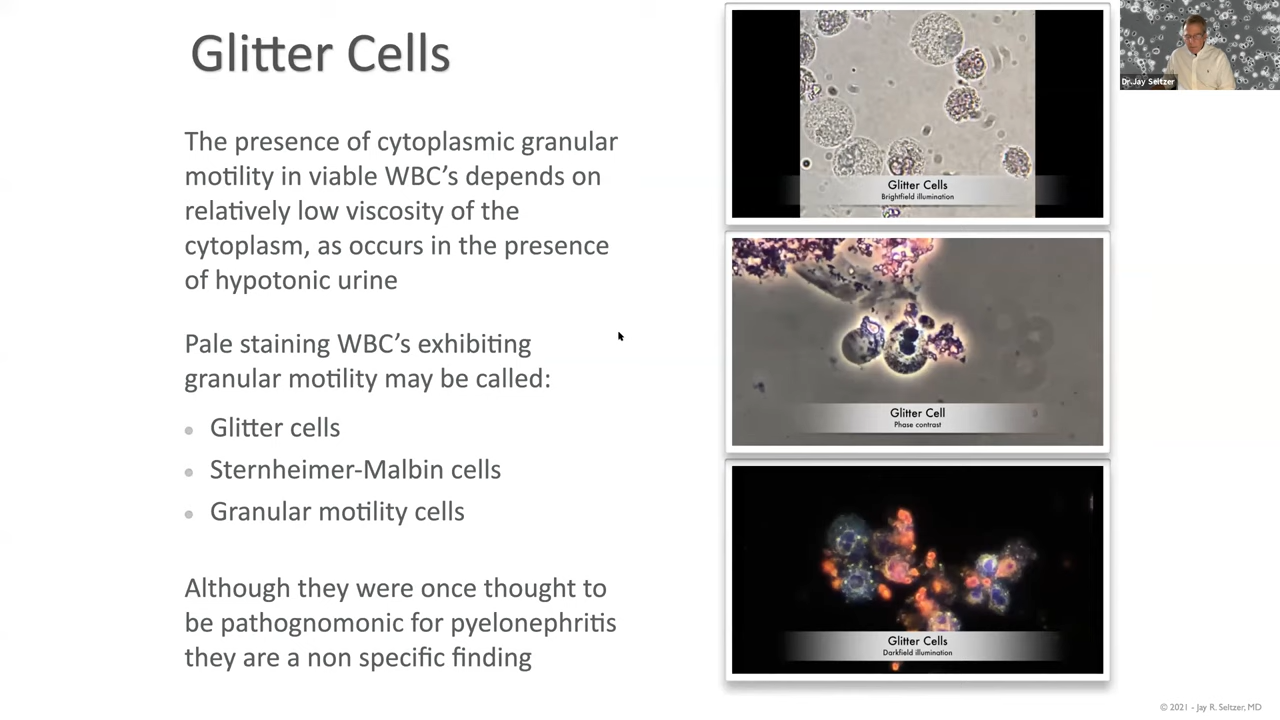 Glitter Cells
The presence of cytoplasmic granular
motility in viable WBC's depends on
relatively low viscosity of the
cytoplasm, as occurs in the presence
of hypotonic urine
Pale staining WBC's exhibiting
granular motility may be called:
• Glitter cells
• Sternheimer-Malbin cells
• Granular motility cells
Although they were once thought to
be pathognomonic for pyelonephritis
they are a non specific finding
Glitter Cells
Brightfield illumination
Glitter Cell
Phase contrast
Glitter Cells
Darkfield illumination
Dr.Jay Seltzer
© 2021 - Jay R. Seltzer, MD